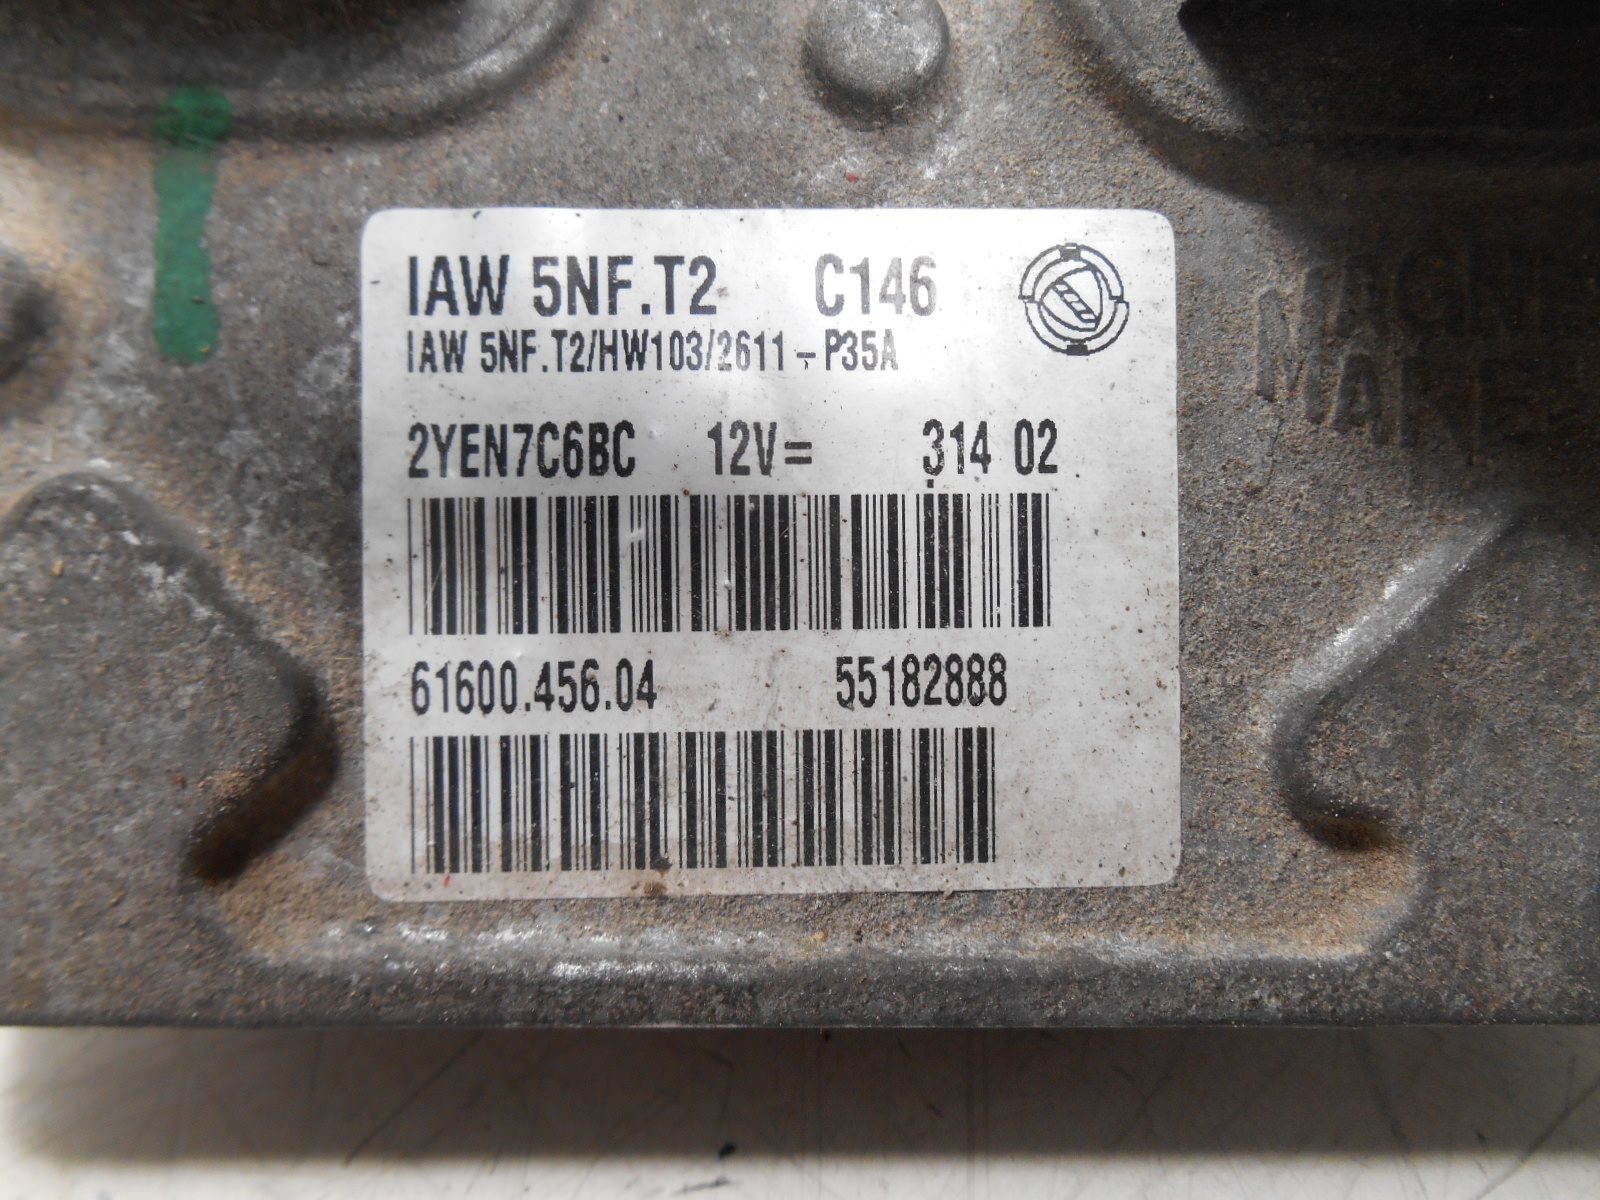 IAW 5NF.T2 C146
IAW 5NF.T2/HW103/2611 - P35A
2YEN7C6BC 12V= 314 02
61600.456.04 55182888